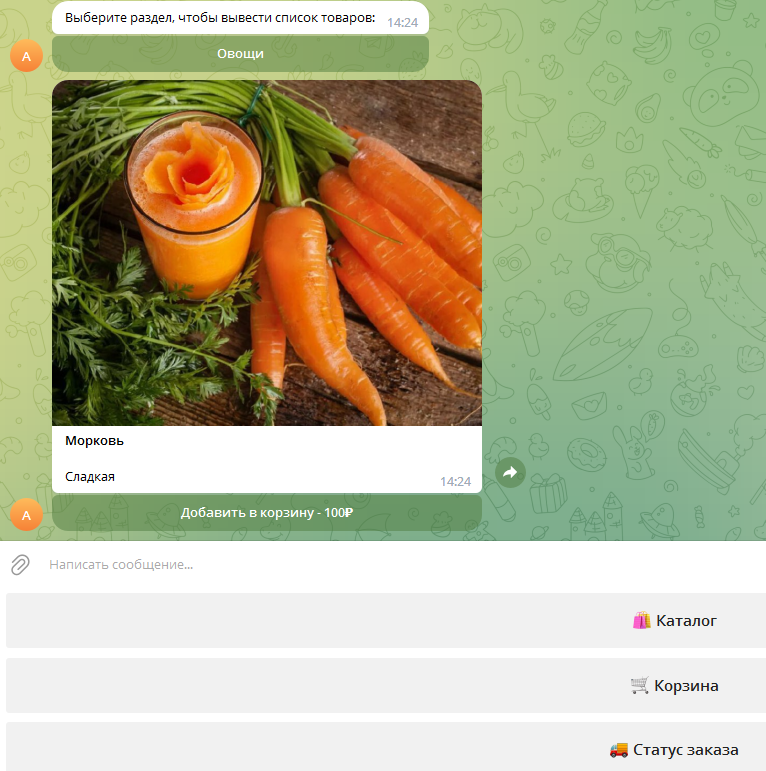 Выберите раздел, чтобы вывести список товаров:
14:24
А
Овощи
Морковь
Сладкая
14:24
А
Добавить в корзину - 100₽
Написать сообщение...
🛍 Каталог
🛒 Корзина
🚚 Статус заказа